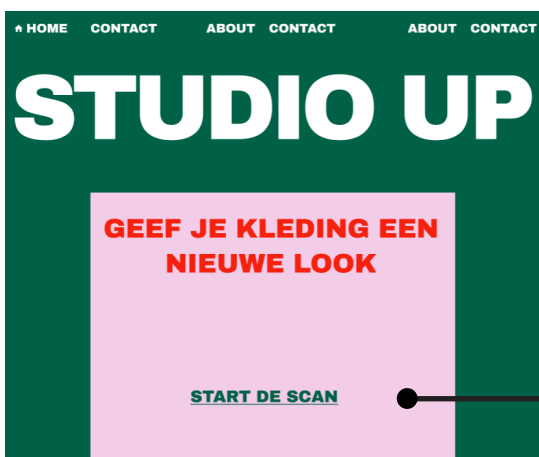 HOME CONTACT ABOUT CONTACT ABOUT CONTACT
STUDIO UP
GEEF JE KLEDING EEN
NIEUWE LOOK
START DE SCAN